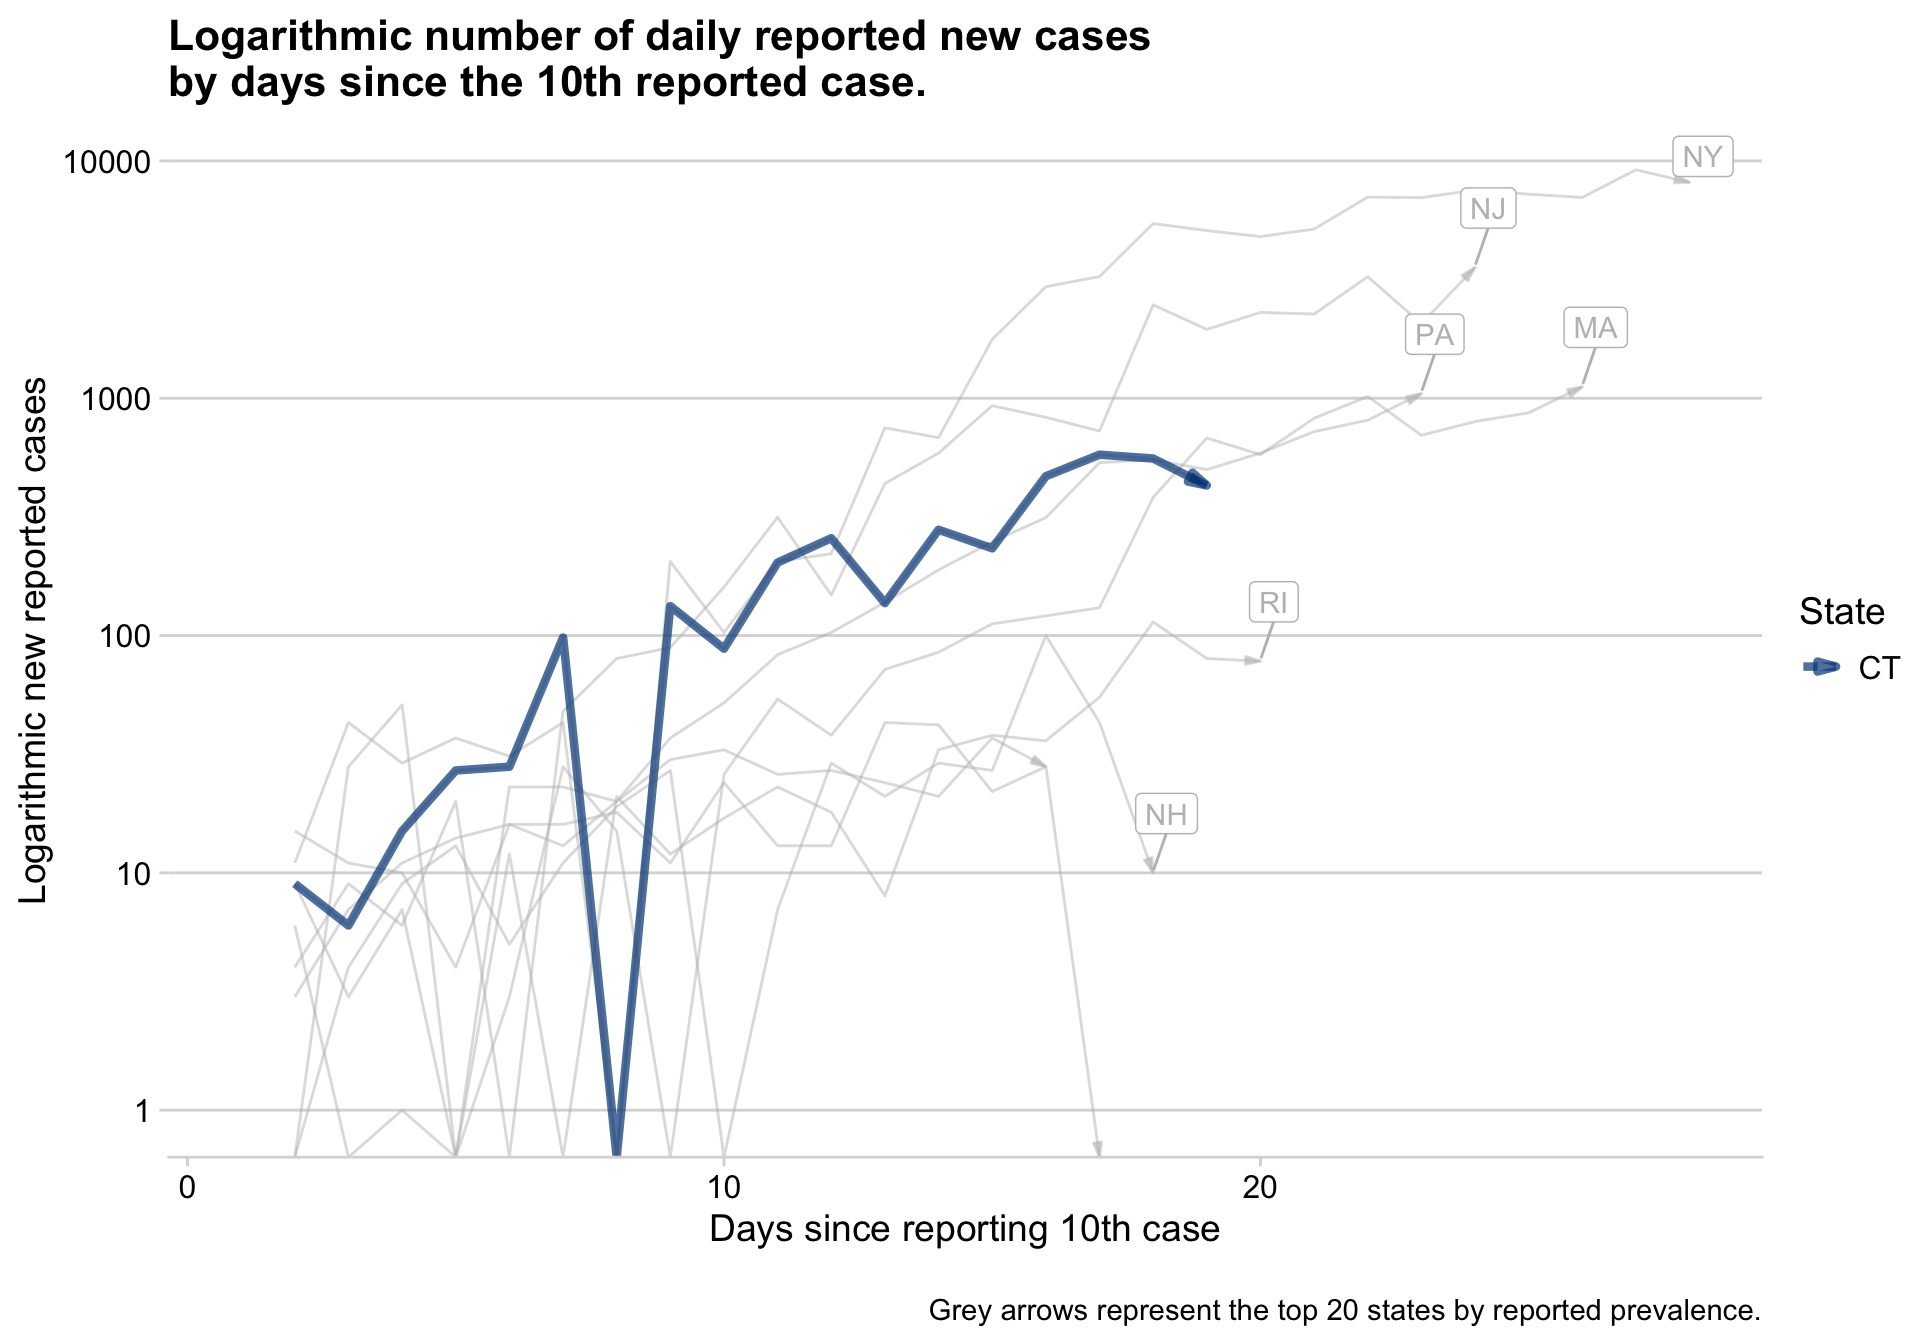 Logarithmic number of daily reported new cases
by days since the 10th reported case.
Logarithmic new reported cases
10000
1000
100
10
1
NY
NJ
PA
MA
RI
NH
State
CT
0
10
20
Days since reporting 10th case
Grey arrows represent the top 20 states by reported prevalence.